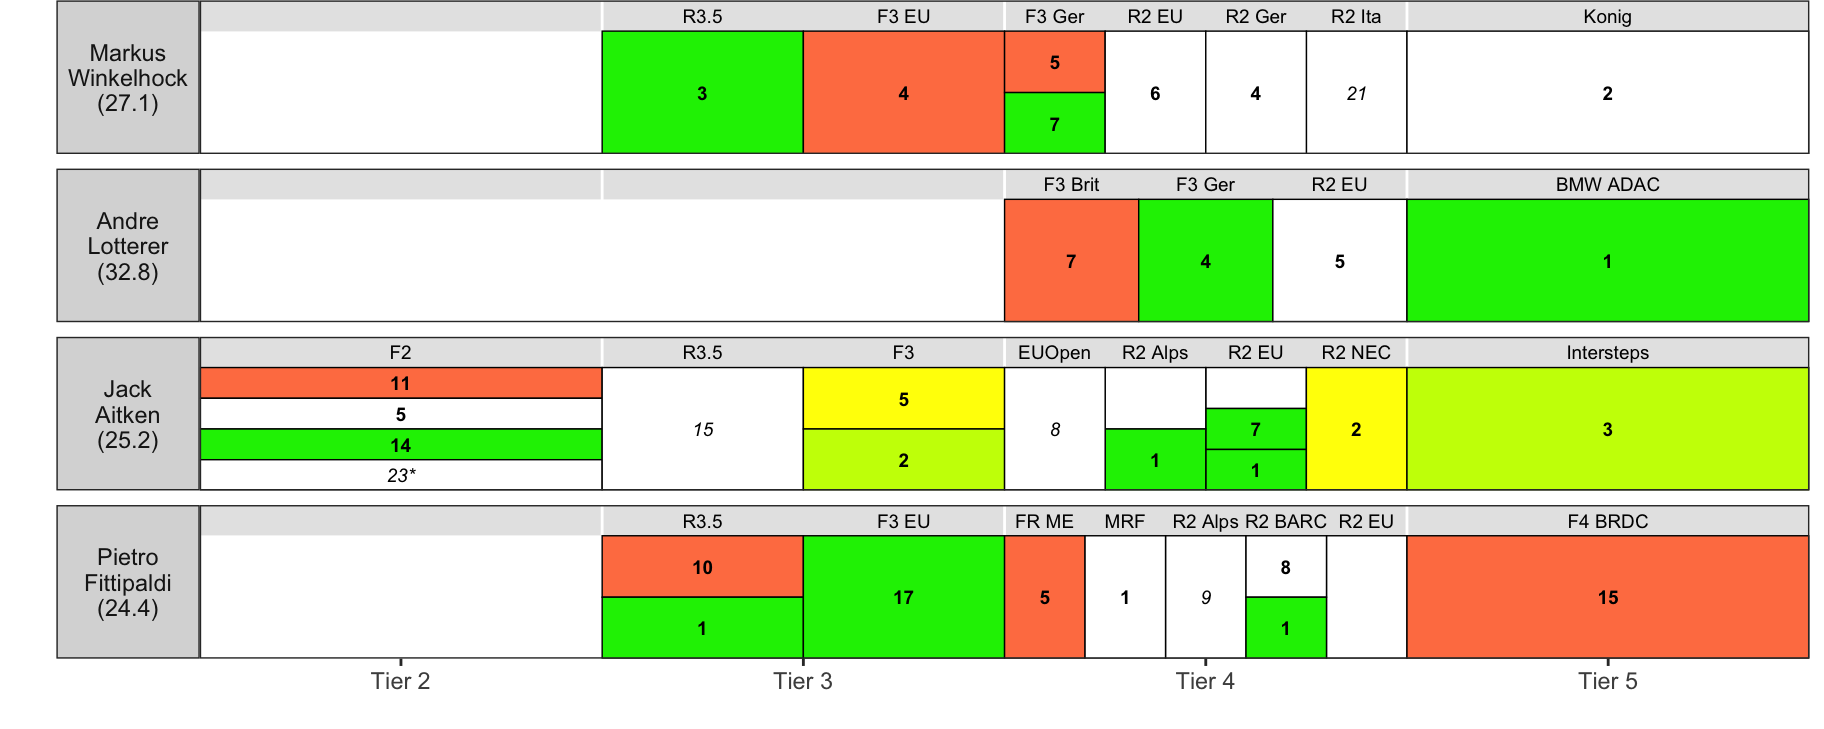 R3.5 F3 EU F3 Ger R2 EU R2 Ger R2 Ita Konig
Markus
Winkelhock
(27.1)
3 4 5 6 4 21 2
7
F3 Brit F3 Ger R2 EU BMW ADAC
Andre
Lotterer
(32.8)
7 4 5 1
F2 R3.5 F3 EUOpen R2 Alps R2 EU R2 NEC Intersteps
Jack
Aitken
(25.2)
11
5
14
23*
15
5
2
8
1
7
1
2
3
R3.5 F3 EU FR ME MRF R2 Alps R2 BARC R2 EU F4 BRDC
Pietro
Fittipaldi
(24.4)
10
1
17
5
1
9
8
1
15
Tier 2 Tier 3 Tier 4 Tier 5